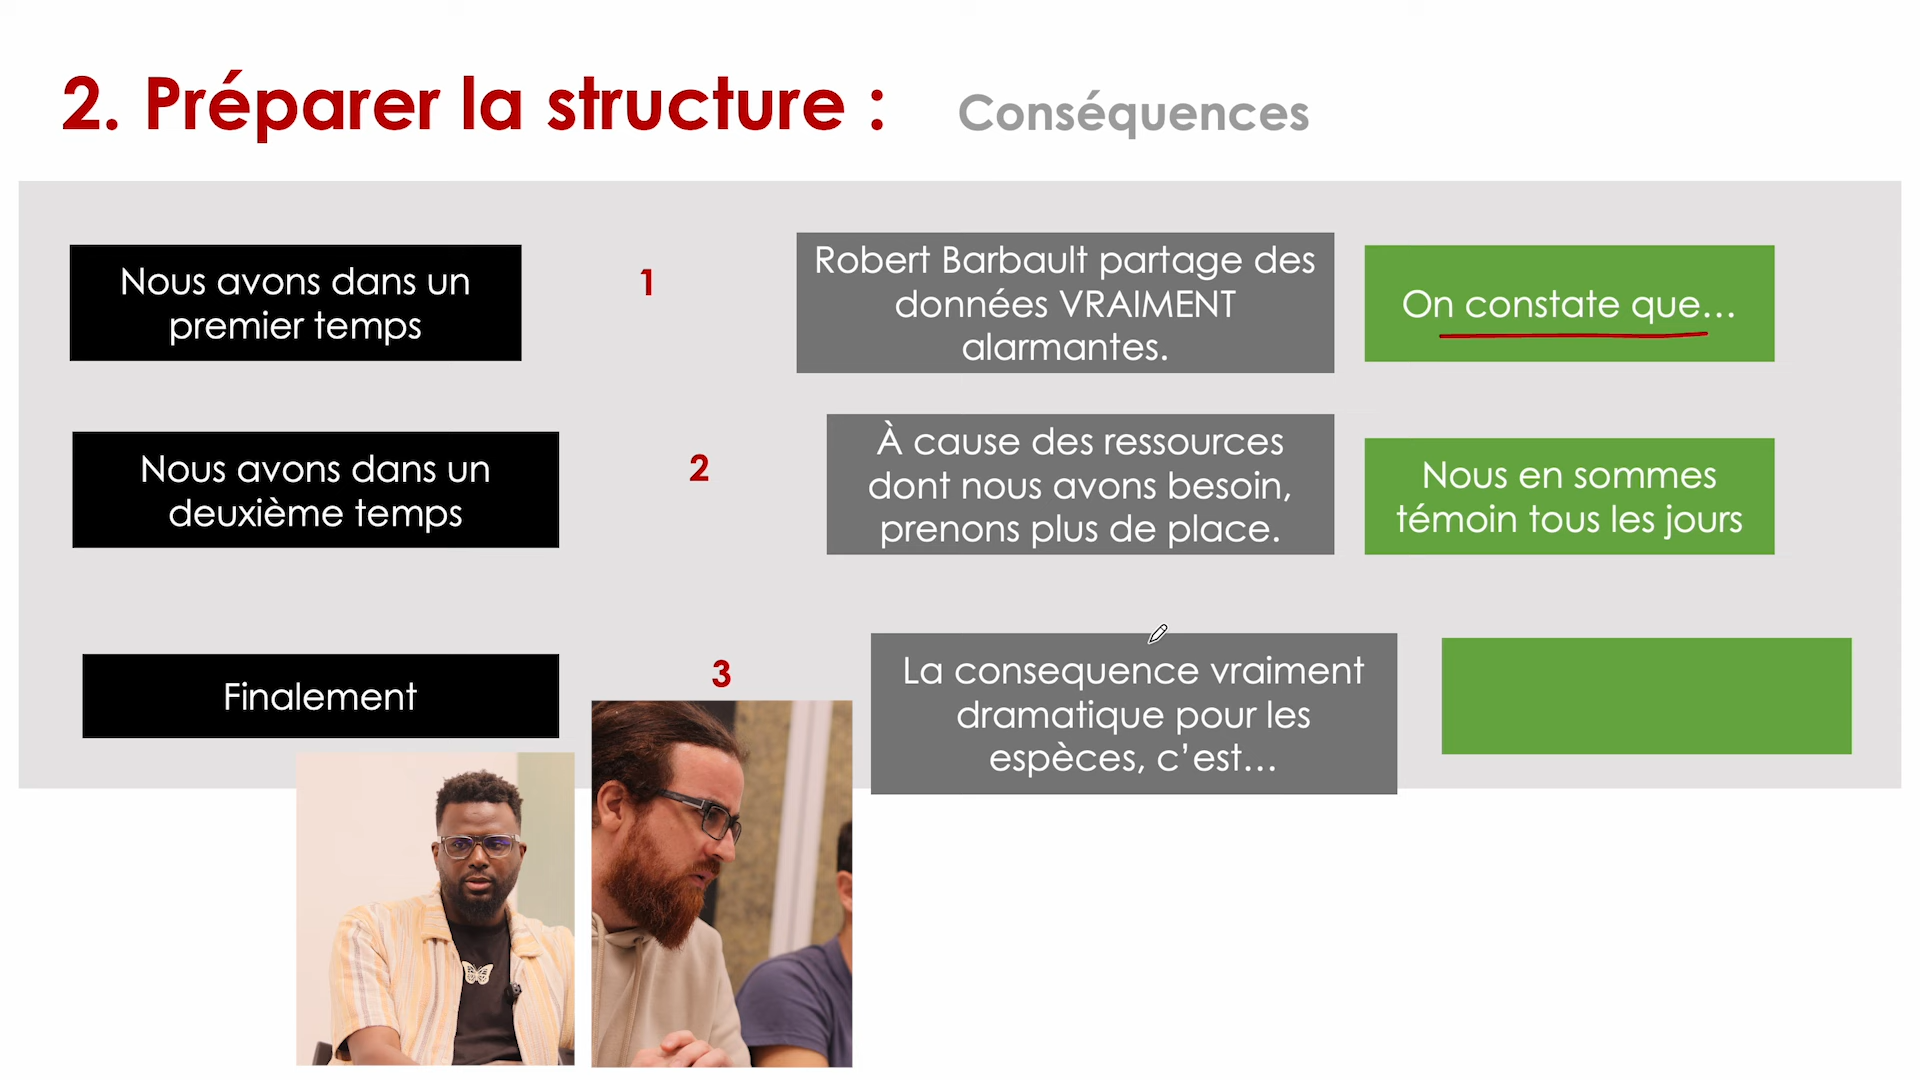 2. Préparer la structure :
Conséquences
Nous avons dans un
premier temps
1
Robert Barbault partage des
données VRAIMENT
alarmantes.
On constate que...
Nous avons dans un
deuxième temps
2
À cause des ressources
dont nous avons besoin,
prenons plus de place.
Nous en sommes
témoin tous les jours
Finalement
3
La consequence vraiment
dramatique pour les
espèces, c’est...